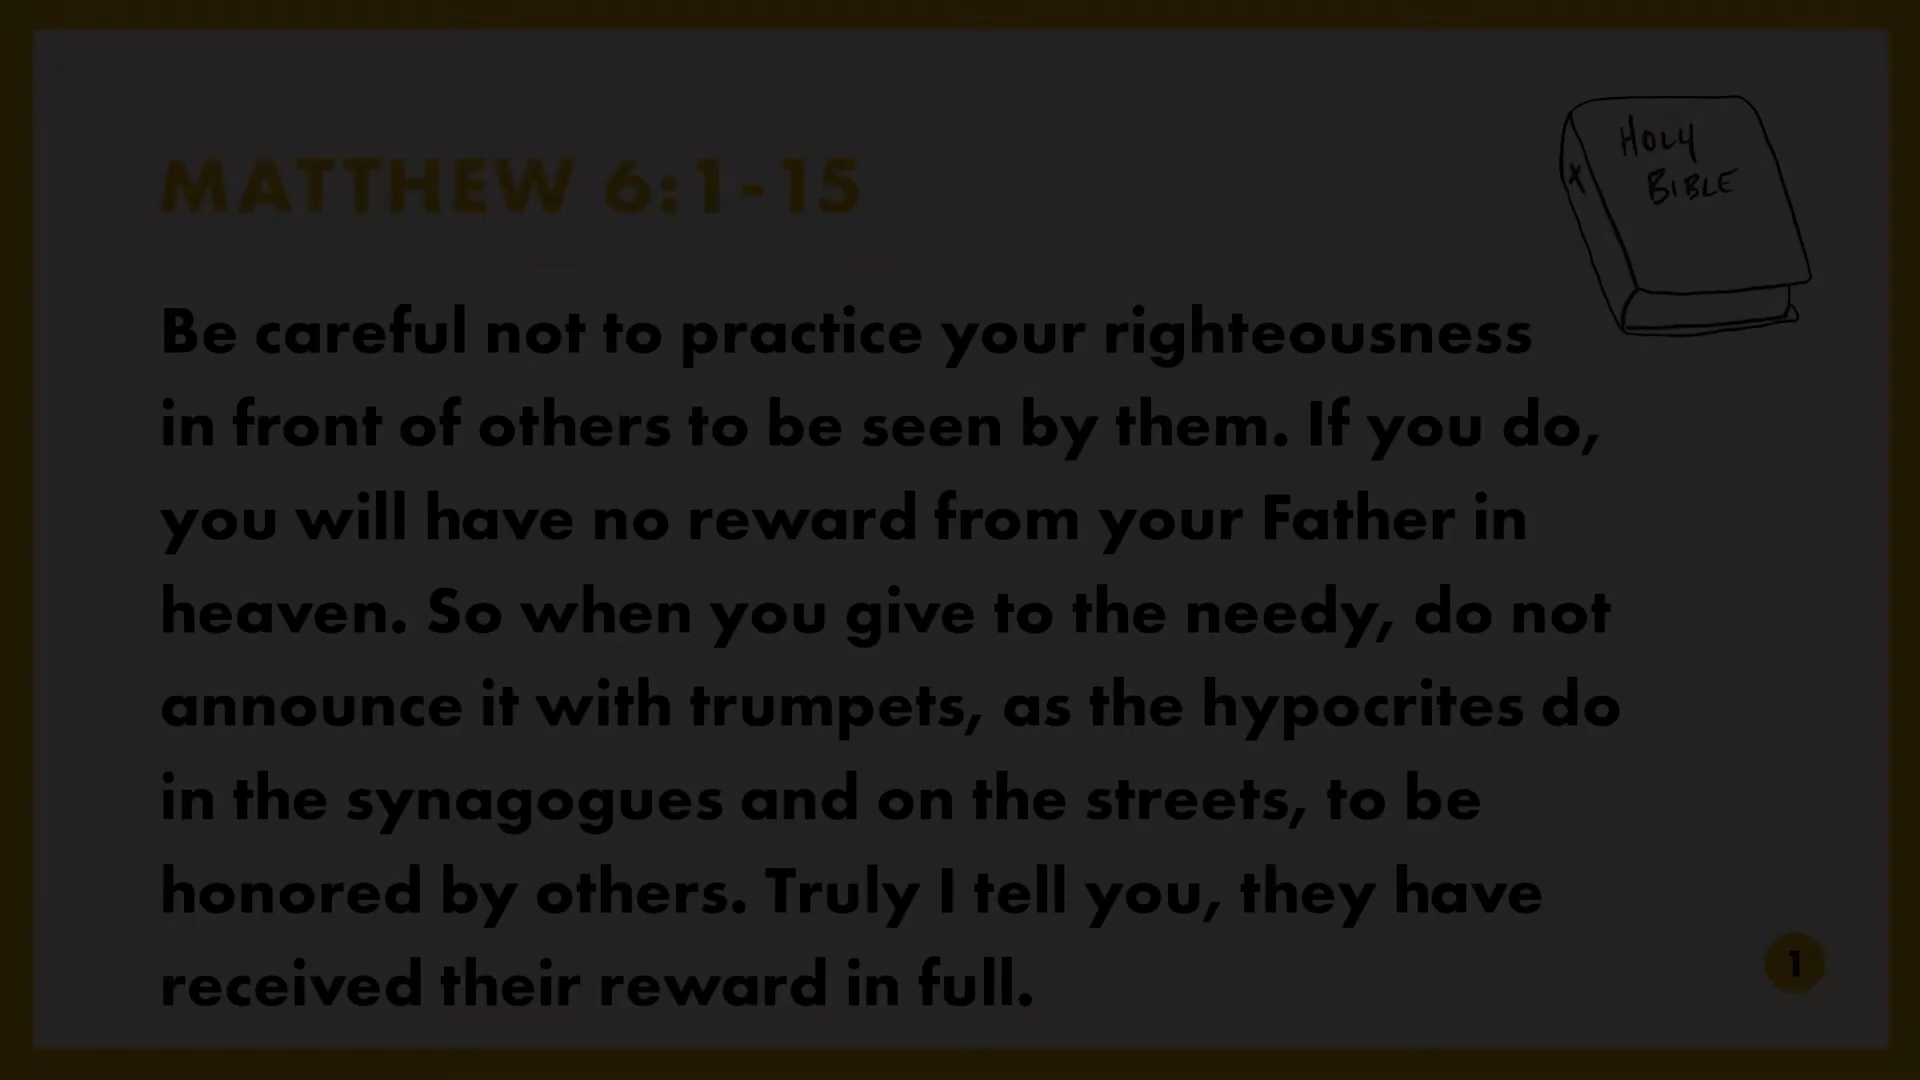 MATTHEW 6:1-15
HOLY
BIBLE
Be careful not to practice your righteousness
in front of others to be seen by them. If you do,
you will have no reward from your Father in
heaven. So when you give to the needy, do not
announce it with trumpets, as the hypocrites do
in the synagogues and on the streets, to be
honored by others. Truly I tell you, they have
received their reward in full.
1